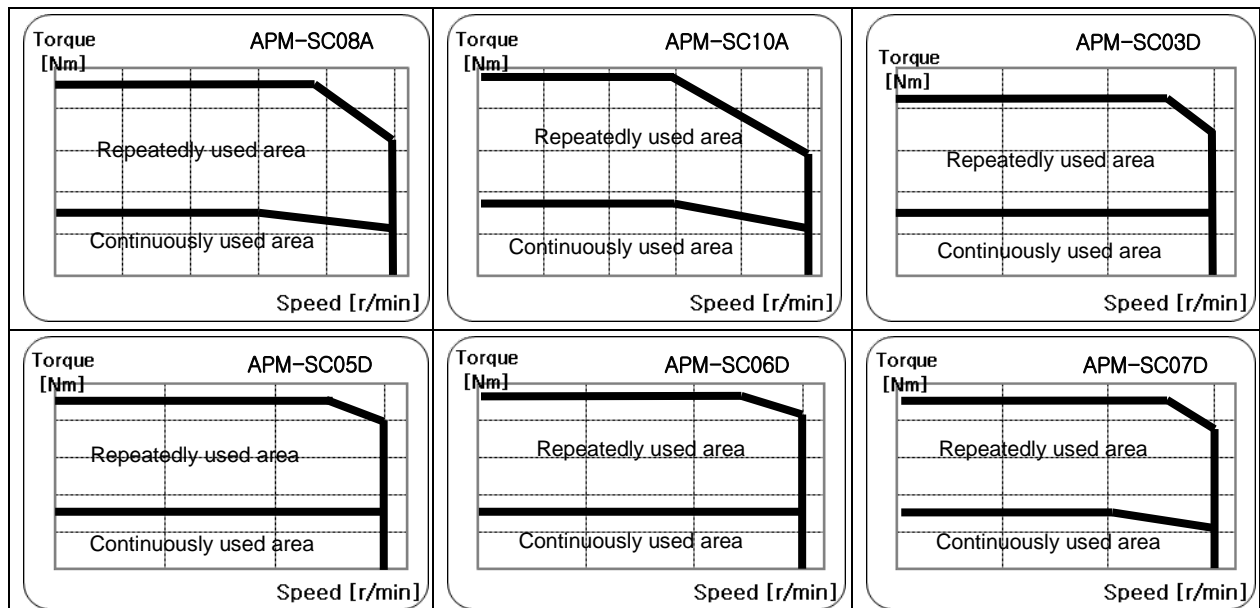 Torque
[Nm]
APM-SC08A
Repeatedly used area
Continuously used area
Speed [r/min]
Torque
[Nm]
APM-SC10A
Repeatedly used area
Continuously used area
Speed [r/min]
Torque
[Nm]
APM-SC03D
Repeatedly used area
Continuously used area
Speed [r/min]
Torque
[Nm]
APM-SC05D
Repeatedly used area
Continuously used area
Speed [r/min]
Torque
[Nm]
APM-SC06D
Repeatedly used area
Continuously used area
Speed [r/min]
Torque
[Nm]
APM-SC07D
Repeatedly used area
Continuously used area
Speed [r/min]